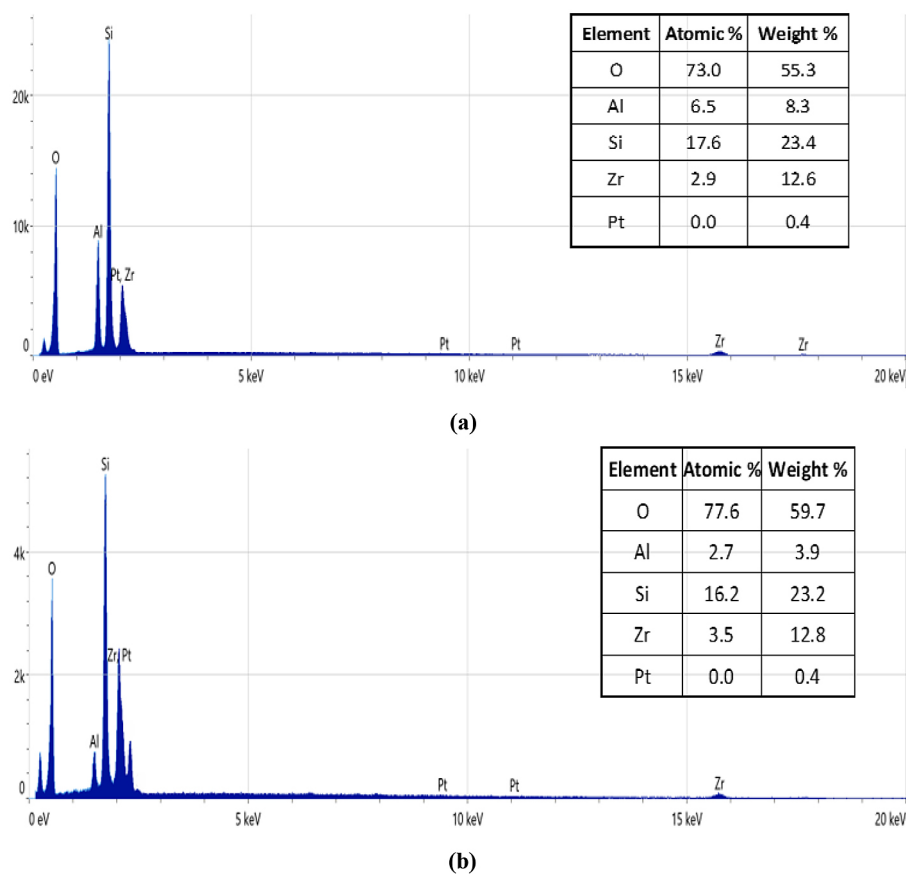 Si
Element Atomic % Weight %
O 73.0 55.3
Al 6.5 8.3
Si 17.6 23.4
Zr 2.9 12.6
Pt 0.0 0.4
20k
O
10k
Al
Pt, Zr
0
Pt Pt Zr Zr
0 eV 5 keV 10 keV 15 keV 20 keV
(a)
Si
Element Atomic % Weight %
O 77.6 59.7
Al 2.7 3.9
Si 16.2 23.2
Zr 3.5 12.8
Pt 0.0 0.4
4k
O
Zr Pt
2k
Al
0
Pt Pt Zr
0 eV 5 keV 10 keV 15 keV 20 keV
(b)